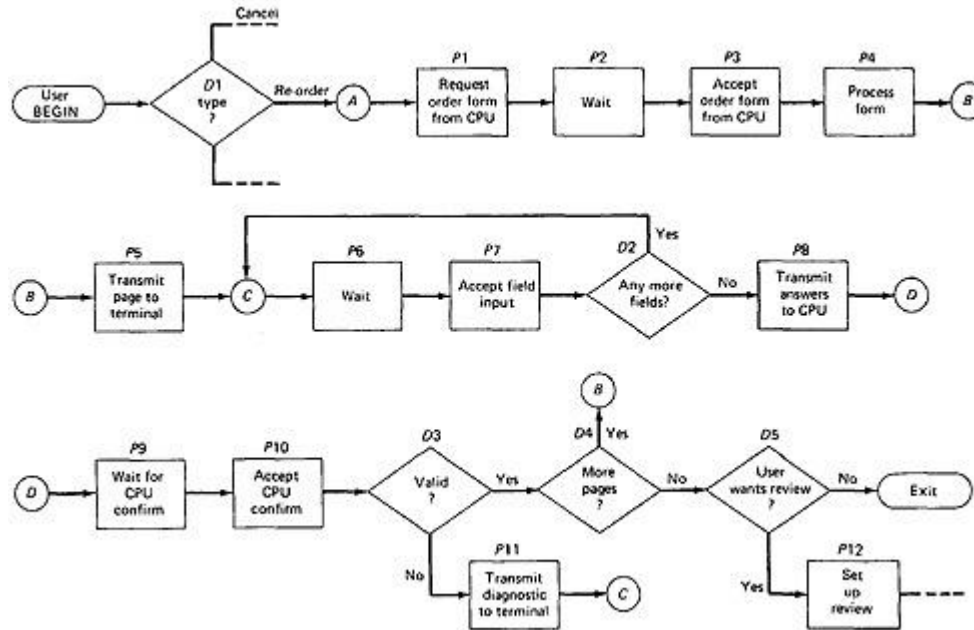 Cancel
P1
P2
P3
P4
User
BEGIN
D1
type
?
Re-order
A
Request
order form
from CPU
Wait
Accept
order form
from CPU
Process
form
B
P5
P6
P7
D2
Yes
P8
B
Transmit
page to
terminal
C
Wait
Accept field
input
Any more
fields?
No
Transmit
answers
to CPU
D
B
P9
P10
D3
D4
Yes
D5
D
Wait for
CPU
confirm
Accept
CPU
confirm
Valid
?
Yes
More
pages
?
No
User
wants review
?
No
Exit
No
P11
Transmit
diagnostic
to terminal
C
Yes
P12
Set
up
review